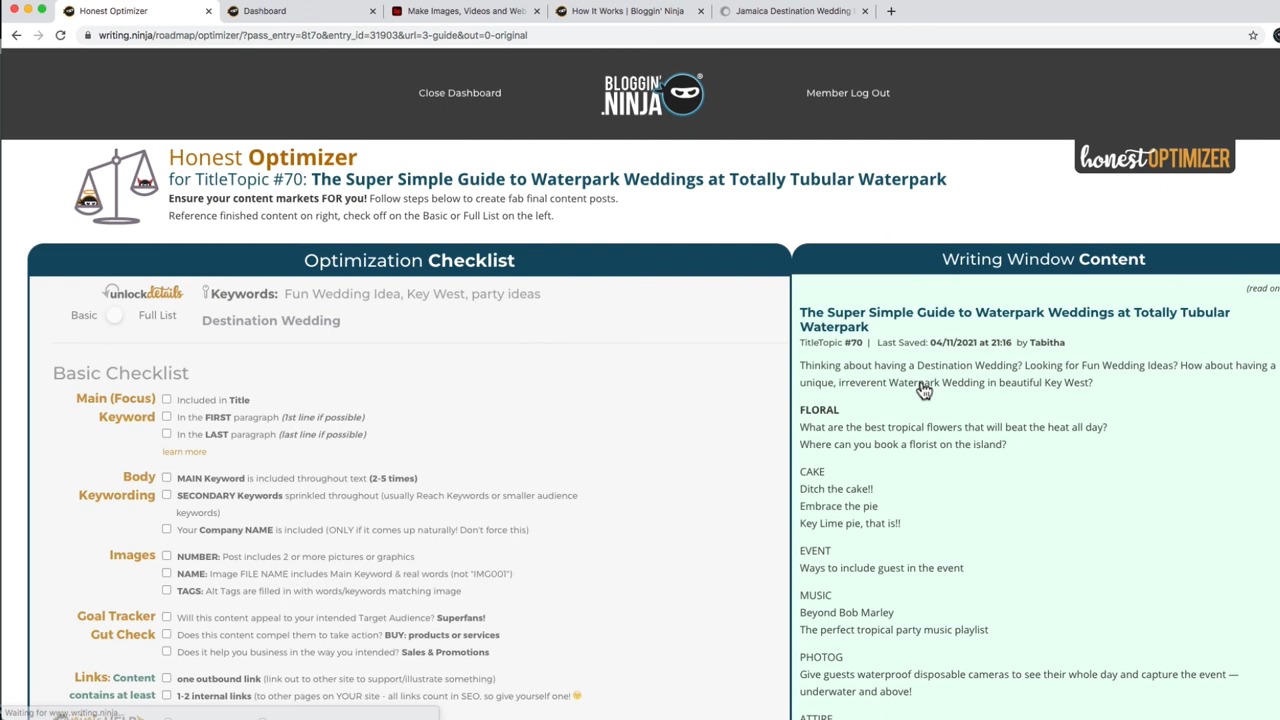 Honest Optimizer
Dashboard
Make Images, Videos and Web
How It Works | Bloggin' Ninja
Jamaica Destination Wedding
writing.ninja/roadmap/optimizer/?pass_entry=8t7o&entry_id=31903&url=3-guide&out=0-original
Close Dashboard
BLOGGIN'
.NINJA®
Member Log Out
Honest Optimizer
honestOPTIMIZER
for TitleTopic #70: The Super Simple Guide to Waterpark Weddings at Totally Tubular Waterpark
Ensure your content markets FOR you! Follow steps below to create fab final content posts.
Reference finished content on right, check off on the Basic or Full List on the left.
Optimization Checklist
unlockdetails
Basic
Full List
Keywords: Fun Wedding Idea, Key West, party ideas
Destination Wedding
Basic Checklist
Main (Focus)
Keyword
Included in Title
In the FIRST paragraph (1st line if possible)
In the LAST paragraph (last line if possible)
learn more
Body
Keywording
MAIN Keyword is included throughout text (2-5 times)
SECONDARY Keywords sprinkled throughout (usually Reach Keywords or smaller audience
keywords)
Your Company NAME is included (ONLY if it comes up naturally! Don't force this)
Images
NUMBER: Post includes 2 or more pictures or graphics
NAME: Image FILE NAME includes Main Keyword & real words (not "IMG001")
TAGS: Alt Tags are filled in with words/keywords matching image
Goal Tracker
Gut Check
Will this content appeal to your intended Target Audience? Superfans!
Does this content compel them to take action? BUY: products or services
Does it help you business in the way you intended? Sales & Promotions
Links: Content
contains at least
one outbound link (link out to other site to support/illustrate something)
1-2 internal links (to other pages on YOUR site - all links count in SEO, so give yourself one!
Waiting for www.writing.ninja...
Writing Window Content
(read on
The Super Simple Guide to Waterpark Weddings at Totally Tubular
Waterpark
TitleTopic #70 | Last Saved: 04/11/2021 at 21:16 by Tabitha
Thinking about having a Destination Wedding? Looking for Fun Wedding Ideas? How about having a
unique, irreverent Waterpark Wedding in beautiful Key West?
FLORAL
What are the best tropical flowers that will beat the heat all day?
Where can you book a florist on the island?
CAKE
Ditch the cake!!
Embrace the pie
Key Lime pie, that is!!
EVENT
Ways to include guest in the event
MUSIC
Beyond Bob Marley
The perfect tropical party music playlist
PHOTOG
Give guests waterproof disposable cameras to see their whole day and capture the event —
underwater and above!
ATTIRE